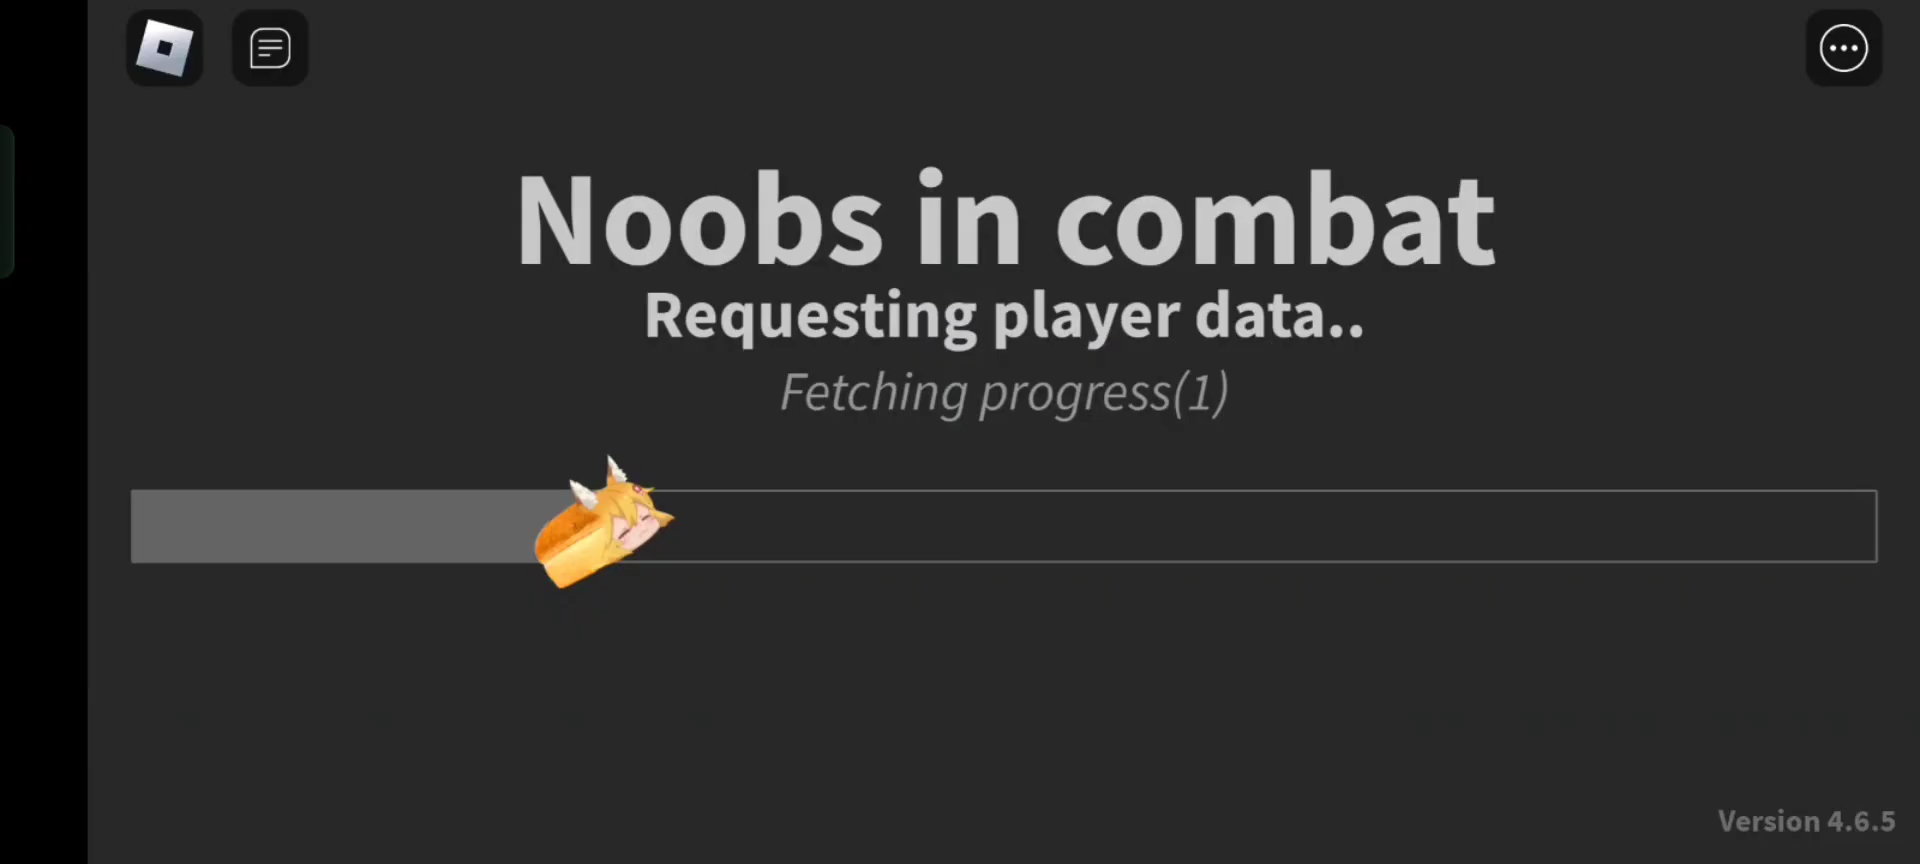 Noobs in combat
Requesting player data..
Fetching progress(1)
Version 4.6.5